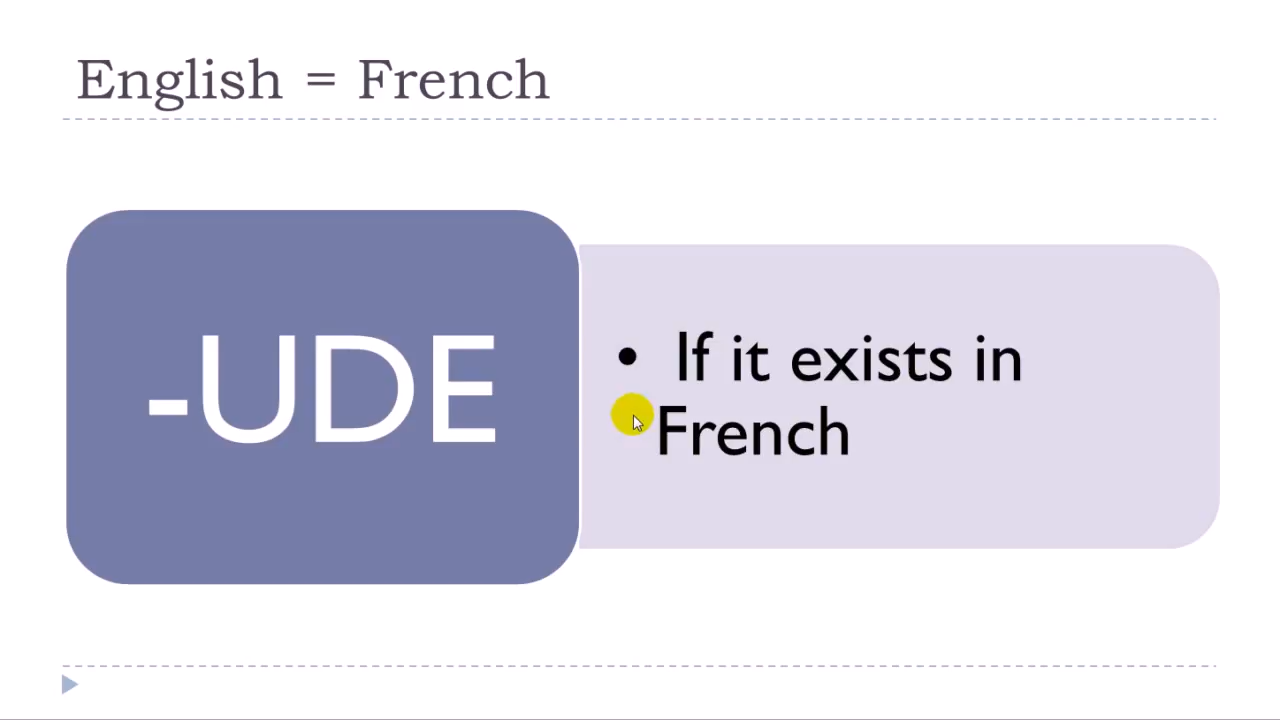 English = French
-UDE
• If it exists in
French